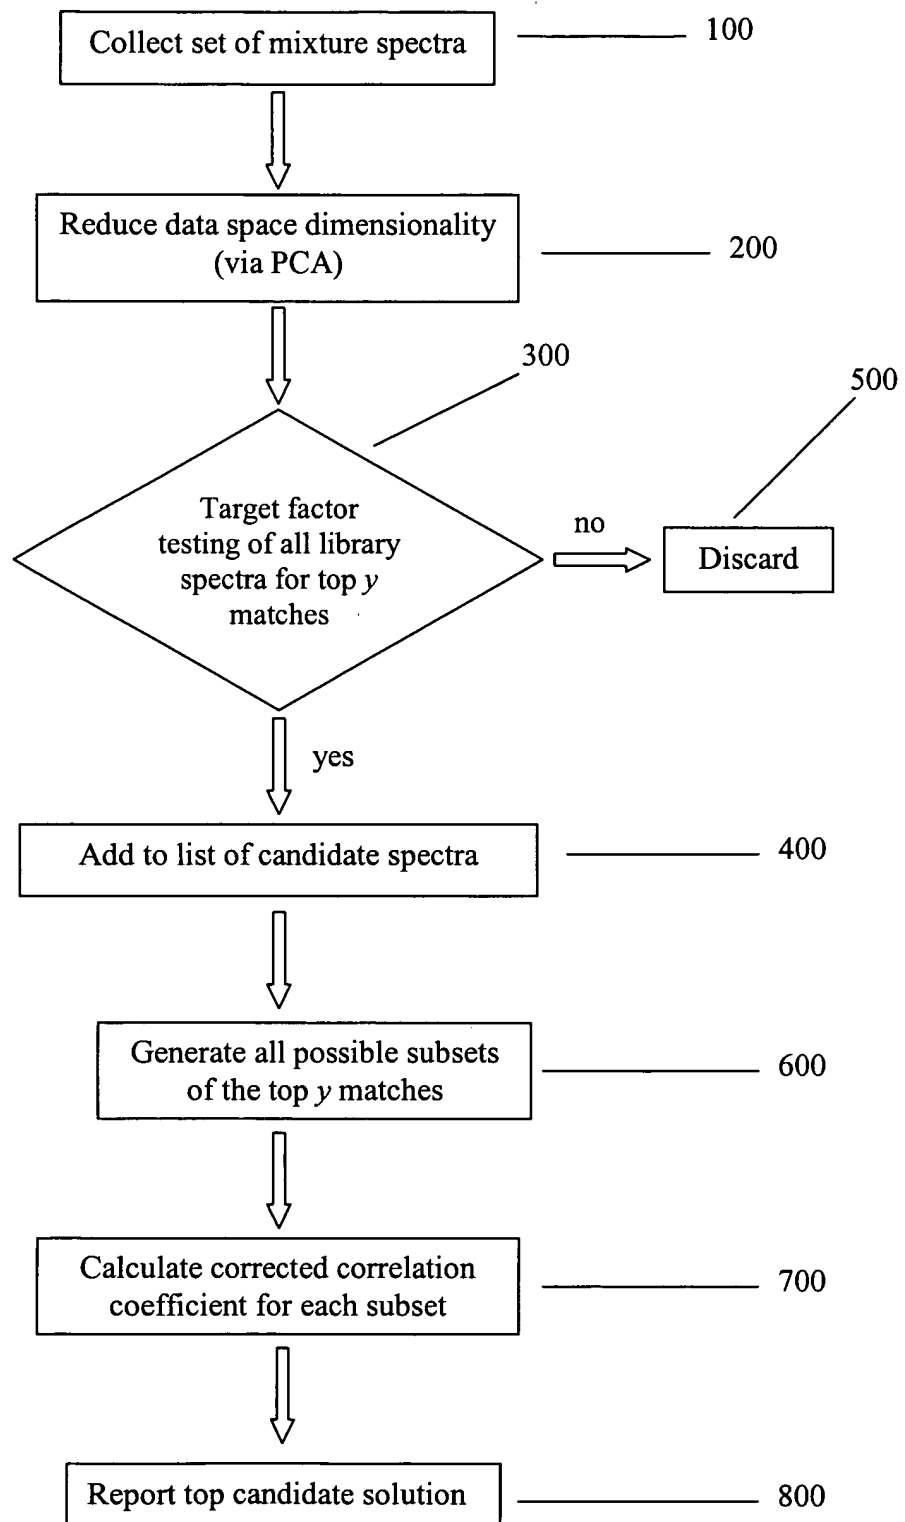 Collect set of mixture spectra
100
Reduce data space dimensionality
(via PCA)
200
300
500
Target factor
testing of all library
spectra for top y
matches
no
Discard
yes
Add to list of candidate spectra
400
Generate all possible subsets
of the top y matches
600
Calculate corrected correlation
coefficient for each subset
700
Report top candidate solution
800